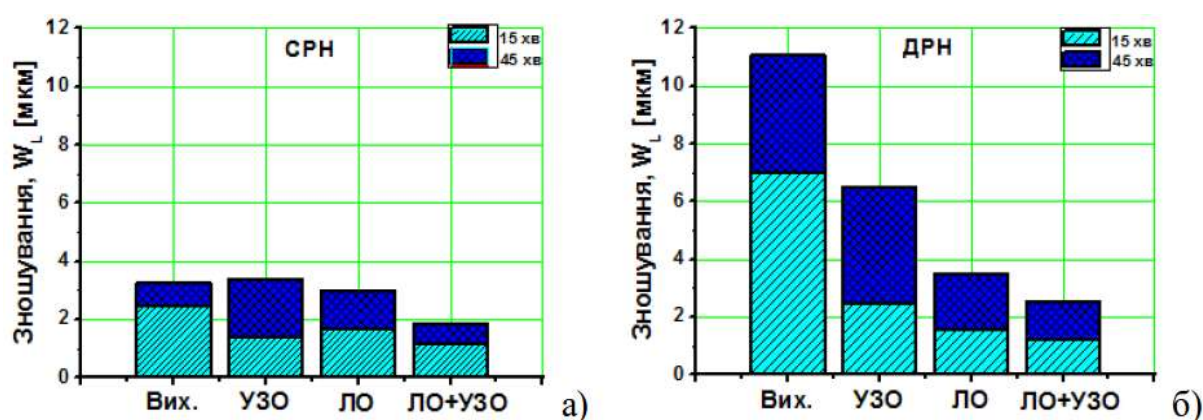 Зношування, W_L [мкм]
12
10
8
6
4
2
0
СРН
15 хв
45 хв
Вих.
УЗО
ЛО
ЛО+УЗО
а)
Зношування, W_L [мкм]
12
10
8
6
4
2
0
ДРН
15 хв
45 хв
Вих.
УЗО
ЛО
ЛО+УЗО
б)